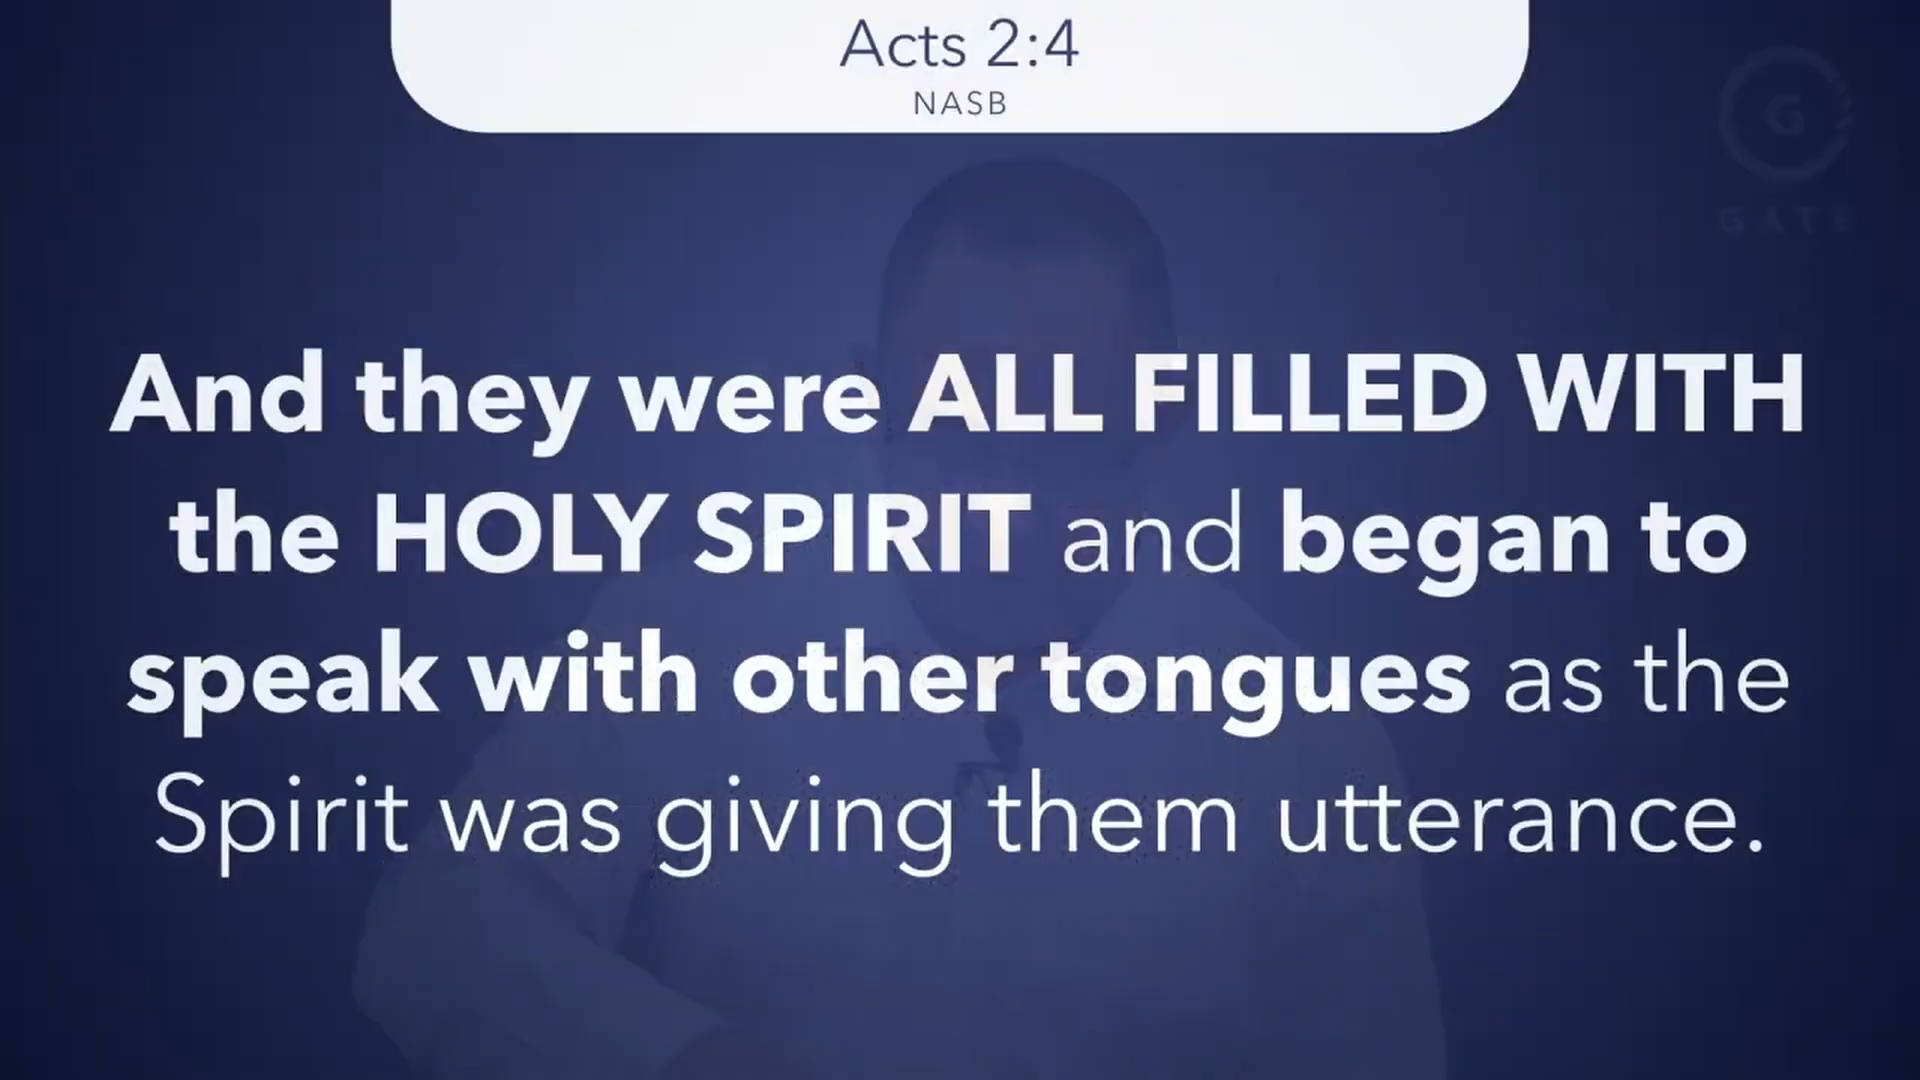 Acts 2:4
NASB
G
GATE
And they were ALL FILLED WITH
the HOLY SPIRIT and began to
speak with other tongues as the
Spirit was giving them utterance.